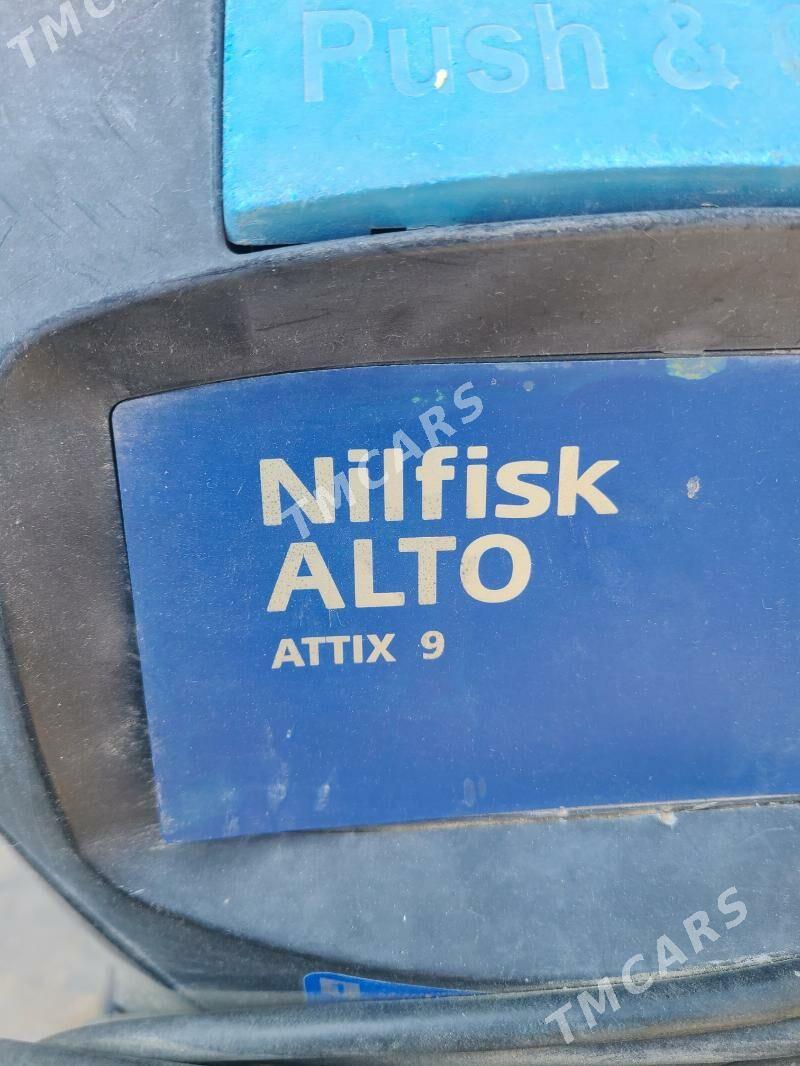 TMCARS
Push &
TMCARS
Nilfisk
ALTO
ATTIX 9
TMCARS